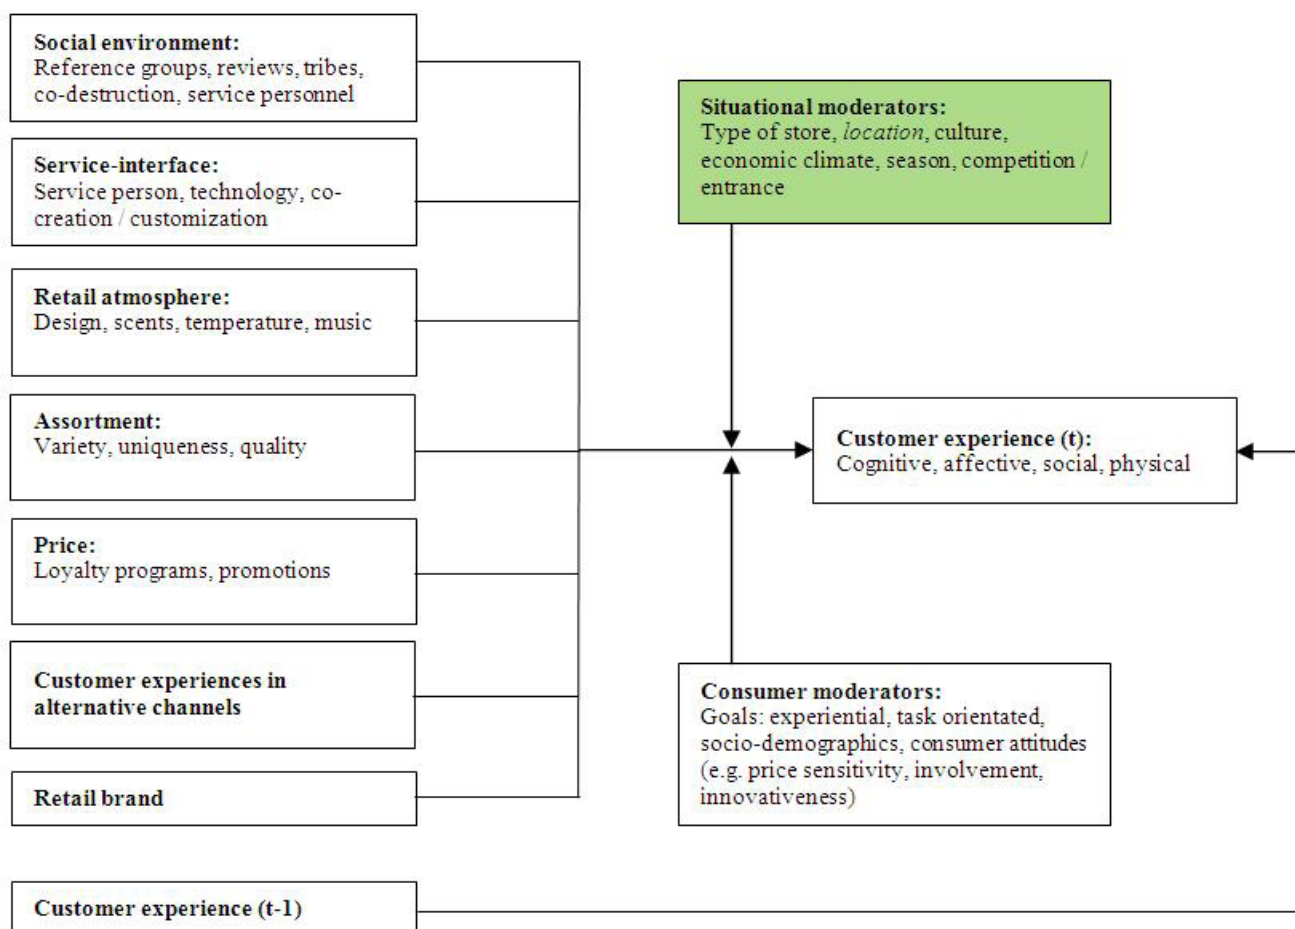 Social environment:
Reference groups, reviews, tribes,
co-destruction, service personnel
Service-interface:
Service person, technology, co-
creation / customization
Retail atmosphere:
Design, scents, temperature, music
Assortment:
Variety, uniqueness, quality
Price:
Loyalty programs, promotions
Customer experiences in
alternative channels
Retail brand
Customer experience (t-1)
Situational moderators:
Type of store, location, culture,
economic climate, season, competition /
entrance
Customer experience (t):
Cognitive, affective, social, physical
Consumer moderators:
Goals: experiential, task orientated,
socio-demographics, consumer attitudes
(e.g. price sensitivity, involvement,
innovativeness)